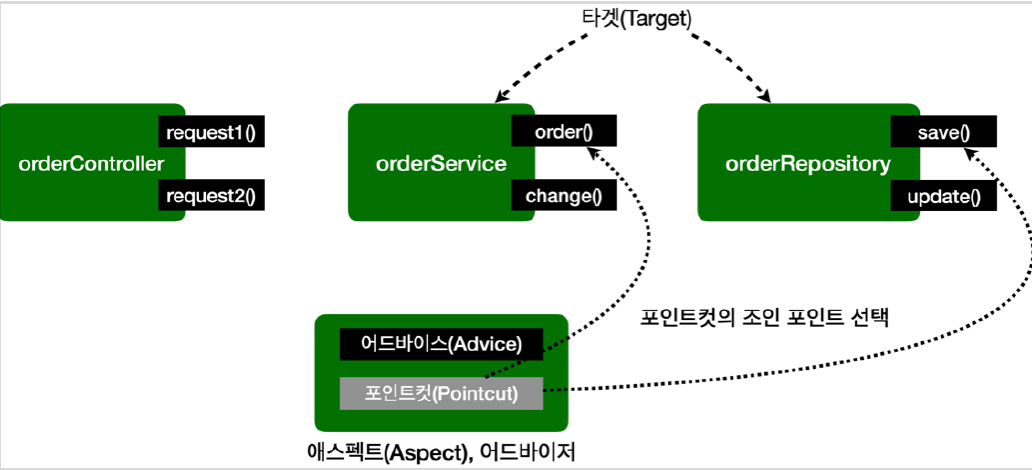 타겟(Target)
orderController
request1()
request2()
orderService
order()
change()
orderRepository
save()
update()
포인트컷의 조인 포인트 선택
어드바이스(Advice)
포인트컷(Pointcut)
애스펙트(Aspect), 어드바이저